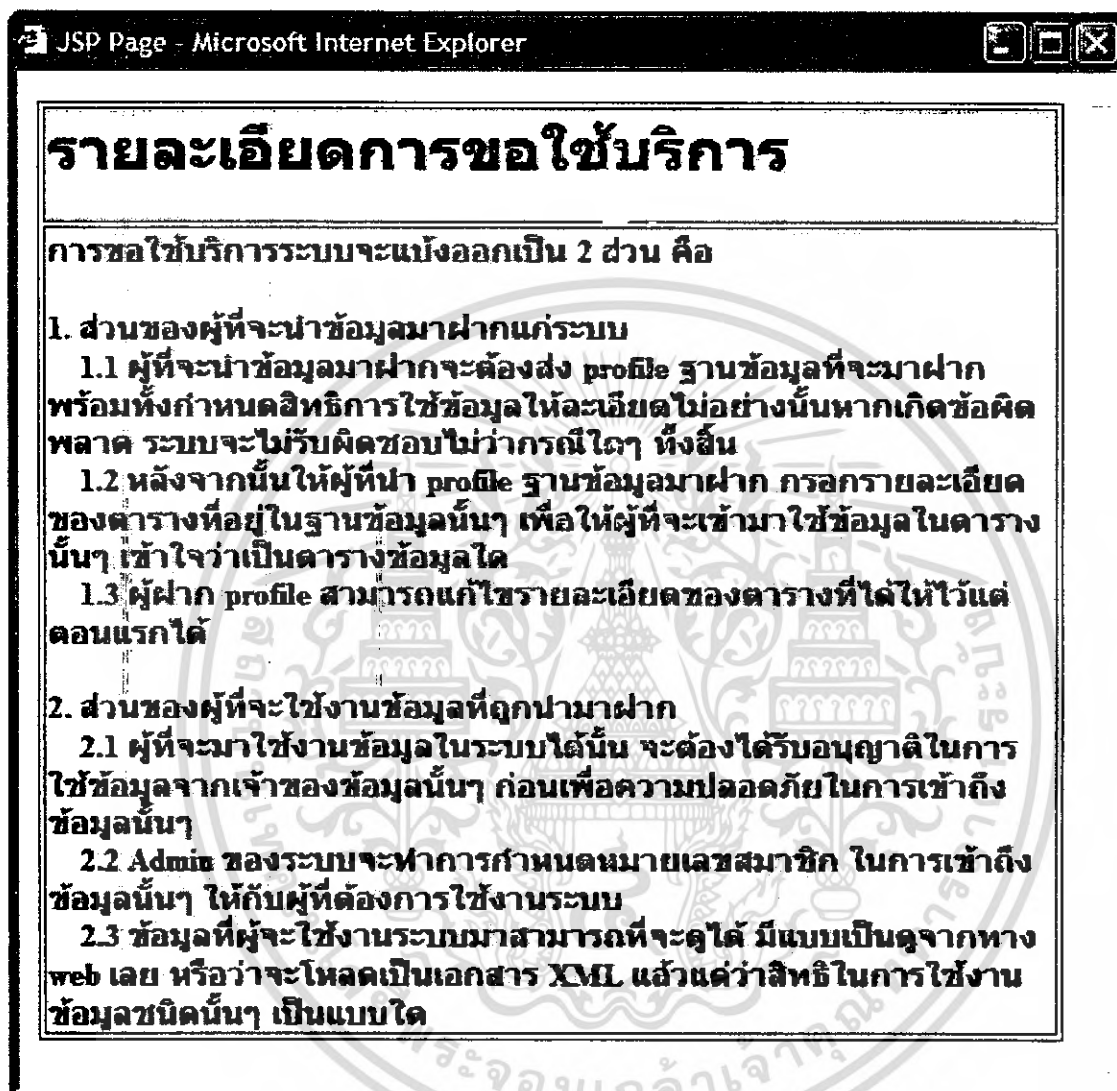 JSP Page - Microsoft Internet Explorer
รายละเอียดการขอใช้บริการ
การขอใช้บริการระบบจะแบ่งออกเป็น 2 ส่วน คือ
1. ส่วนของผู้ที่จะนำข้อมูลมาฝากแก่ระบบ
1.1 ผู้ที่จะนำข้อมูลมาฝากจะต้องส่ง profile ฐานข้อมูลที่จะมาฝาก
พร้อมทั้งกำหนดสิทธิการใช้ข้อมูลให้ละเอียดไม่อย่างนั้นหากเกิดข้อผิด
พลาด ระบบจะไม่รับผิดชอบไม่ว่ากรณีใดๆ ทั้งสิ้น
1.2 หลังจากนั้นให้ผู้ที่นำ profile ฐานข้อมูลมาฝาก กรอกรายละเอียด
ของตารางที่อยู่ในฐานข้อมูลนั้นๆ เพื่อให้ผู้ที่จะเข้ามาใช้ข้อมูลในตาราง
นั้นๆ เข้าใจว่าเป็นตารางข้อมูลใด
1.3 ผู้ฝาก profile สามารถแก้ไขรายละเอียดของตารางที่ได้ให้ไว้แต่
ตอนแรกได้
2. ส่วนของผู้ที่จะใช้งานข้อมูลที่ถูกนำมาฝาก
2.1 ผู้ที่จะมาใช้งานข้อมูลในระบบได้นั้น จะต้องได้รับอนุญาติในการ
ใช้ข้อมูลจากเจ้าของข้อมูลนั้นๆ ก่อนเพื่อความปลอดภัยในการเข้าถึง
ข้อมูลนั้นๆ
2.2 Admin ของระบบจะทำการกำหนดหมายเลขสมาชิก ในการเข้าถึง
ข้อมูลนั้นๆ ให้กับผู้ที่ต้องการใช้งานระบบ
2.3 ข้อมูลที่ผู้จะใช้งานระบบมาสามารถที่จะดูได้ มีแบบเป็นดูจากทาง
web เลย หรือว่าจะโหลดเป็นเอกสาร XML แล้วแต่ว่าสิทธิในการใช้งาน
ข้อมูลชนิดนั้นๆ เป็นแบบใด